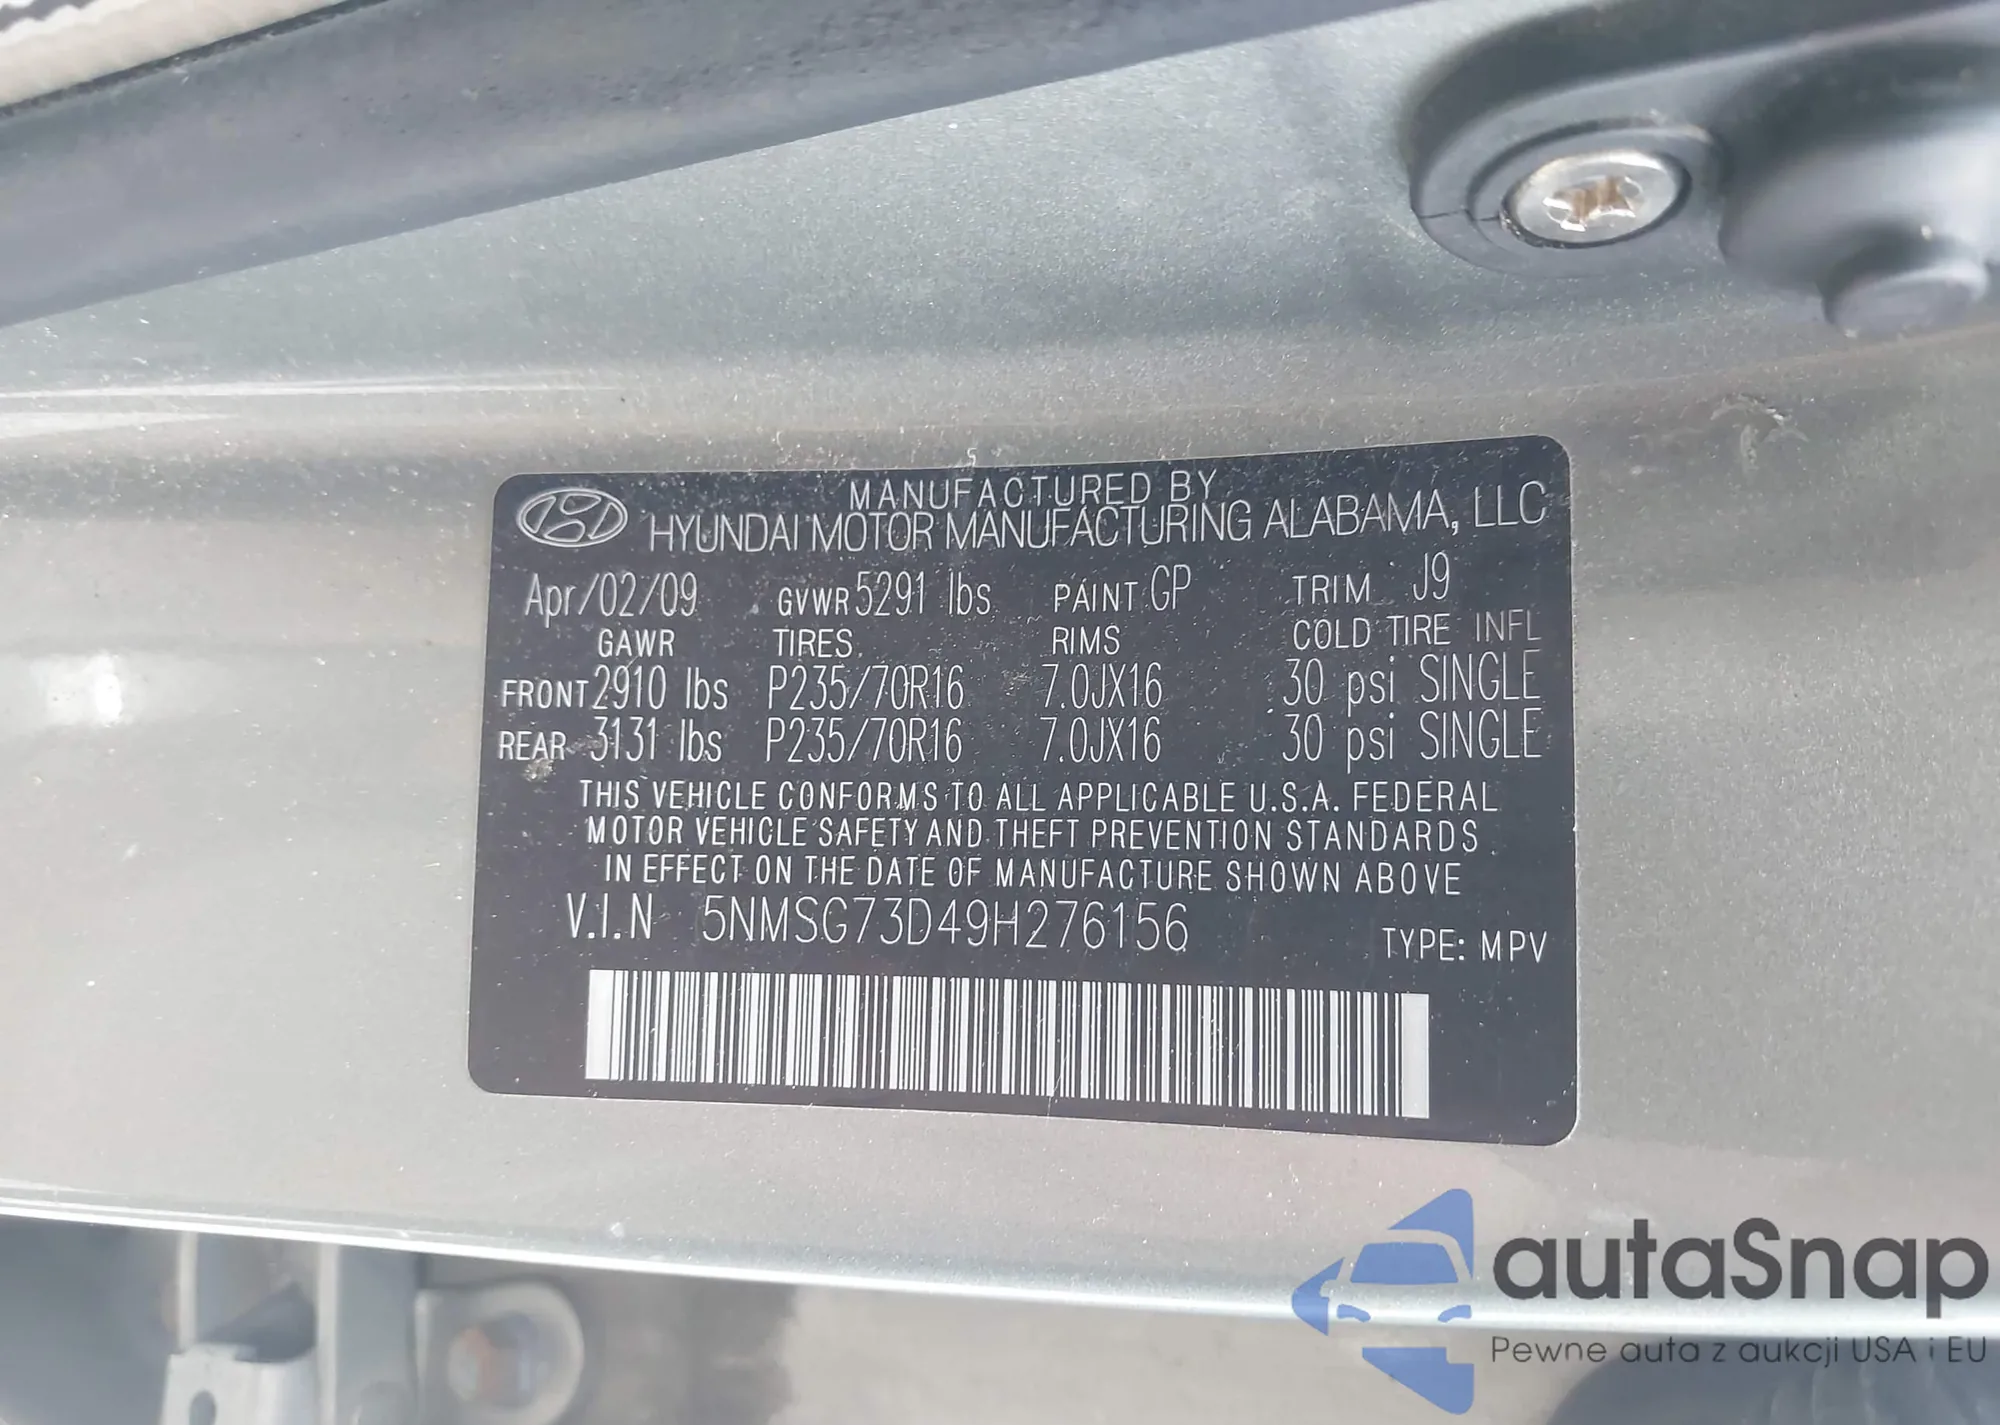 MANUFACTURED BY
HYUNDAI MOTOR MANUFACTURING ALABAMA, LLC
Apr/02/09 GVWR 5291 lbs PAINT GP TRIM J9
GAWR TIRES RIMS COLD TIRE INFL
FRONT 2910 lbs P235/70R16 7.0JX16 30 psi SINGLE
REAR 3131 lbs P235/70R16 7.0JX16 30 psi SINGLE
THIS VEHICLE CONFORMS TO ALL APPLICABLE U.S.A. FEDERAL
MOTOR VEHICLE SAFETY AND THEFT PREVENTION STANDARDS
IN EFFECT ON THE DATE OF MANUFACTURE SHOWN ABOVE
V.I.N 5NMSG73D49H276156 TYPE: MPV
autaSnap
Pewne auta z aukcji USA i EU